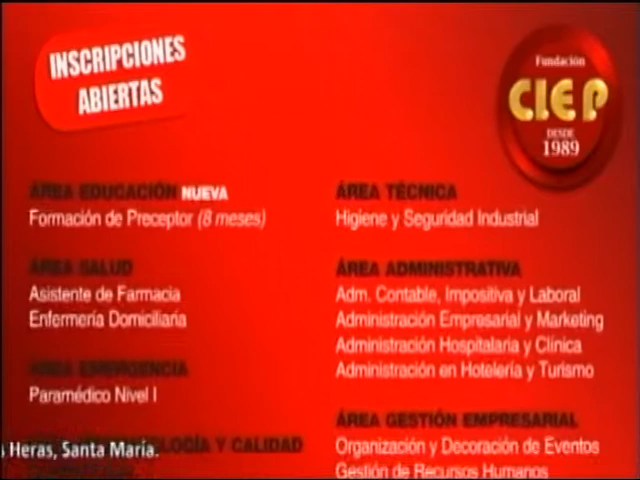 INSCRIPCIONES
ABIERTAS
Fundación
CIEP
DESDE
1989
ÁREA EDUCACIÓN NUEVA
Formación de Preceptor (8 meses)
ÁREA SALUD
Asistente de Farmacia
Enfermería Domiciliaria
ÁREA EMERGENCIA
Paramédico Nivel I
Y CALIDAD
ÁREA TÉCNICA
Higiene y Seguridad Industrial
ÁREA ADMINISTRATIVA
Adm. Contable, Impositiva y Laboral
Administración Empresarial y Marketing
Administración Hospitalaria y Clínica
Administración en Hotelería y Turismo
ÁREA GESTIÓN EMPRESARIAL
Organización y Decoración de Eventos
Gestión de Recursos Humanos
Heras, Santa María.